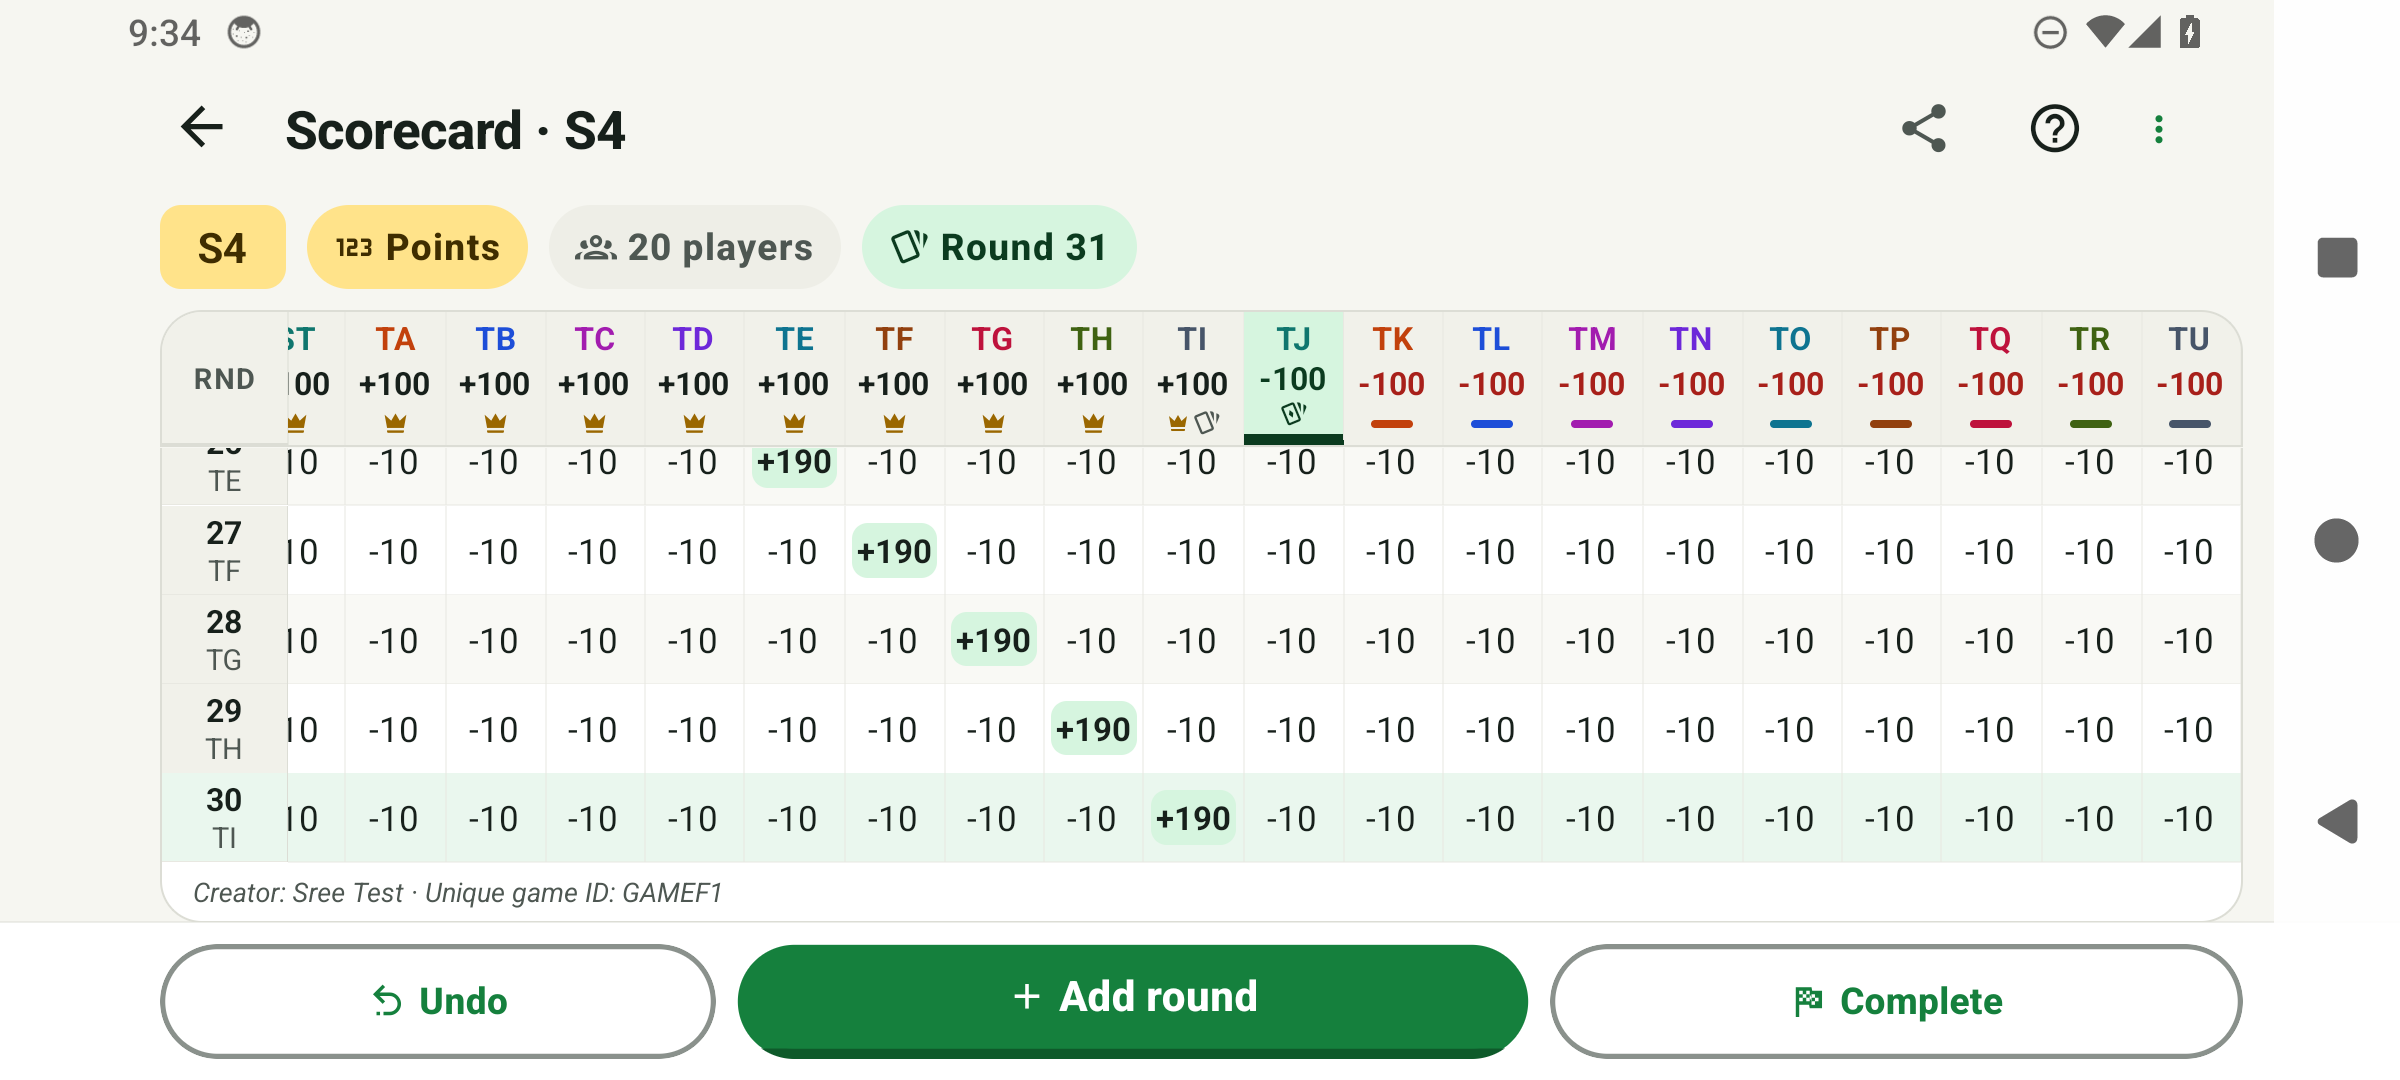 9:34
Scorecard · S4
S4 123 Points 20 players Round 31
RND ST TA TB TC TD TE TF TG TH TI TJ TK TL TM TN TO TP TQ TR TU
100 +100 +100 +100 +100 +100 +100 +100 +100 +100 -100 -100 -100 -100 -100 -100 -100 -100 -100 -100
10 -10 -10 -10 -10 +190 -10 -10 -10 -10 -10 -10 -10 -10 -10 -10 -10 -10 -10 -10
TE
27
TF
10 -10 -10 -10 -10 -10 +190 -10 -10 -10 -10 -10 -10 -10 -10 -10 -10 -10 -10 -10
28
TG
10 -10 -10 -10 -10 -10 -10 +190 -10 -10 -10 -10 -10 -10 -10 -10 -10 -10 -10 -10
29
TH
10 -10 -10 -10 -10 -10 -10 -10 +190 -10 -10 -10 -10 -10 -10 -10 -10 -10 -10 -10
30
TI
10 -10 -10 -10 -10 -10 -10 -10 -10 +190 -10 -10 -10 -10 -10 -10 -10 -10 -10 -10
Creator: Sree Test · Unique game ID: GAMEF1
Undo
+ Add round
Complete